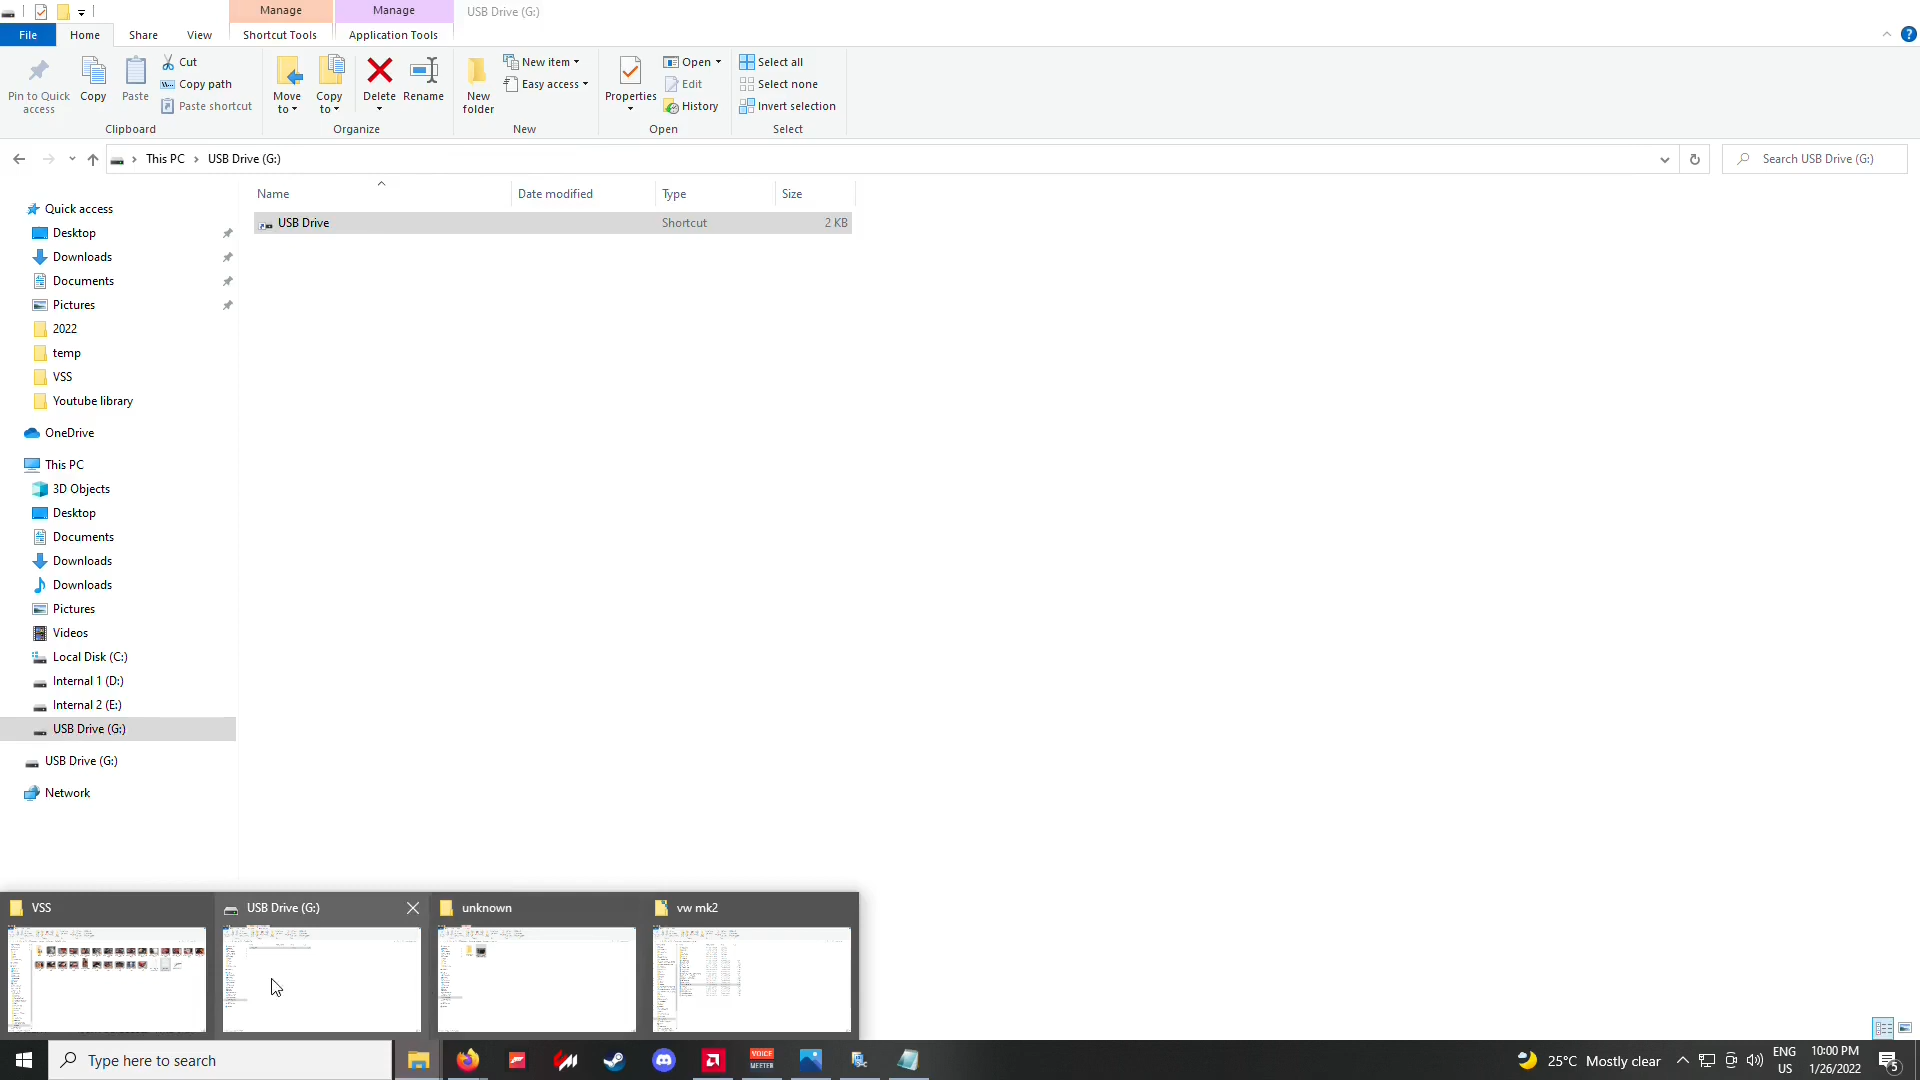 Manage
Manage
USB Drive (G:)
File
Home
Share
View
Shortcut Tools
Application Tools
Pin to Quick access
Copy
Paste
Cut
Copy path
Paste shortcut
Clipboard
Move to
Copy to
Delete
Rename
Organize
New folder
New item
Easy access
New
Properties
Open
Edit
History
Open
Select all
Select none
Invert selection
Select
This PC
USB Drive (G:)
Search USB Drive (G:)
Name
Date modified
Type
Size
USB Drive
Shortcut
2 KB
Quick access
Desktop
Downloads
Documents
Pictures
2022
temp
VSS
Youtube library
OneDrive
This PC
3D Objects
Desktop
Documents
Downloads
Downloads
Pictures
Videos
Local Disk (C:)
Internal 1 (D:)
Internal 2 (E:)
USB Drive (G:)
USB Drive (G:)
Network
VSS
USB Drive (G:)
unknown
vw mk2
Type here to search
VOICE
MEETER
25°C Mostly clear
ENG
US
10:00 PM
1/26/2022
5